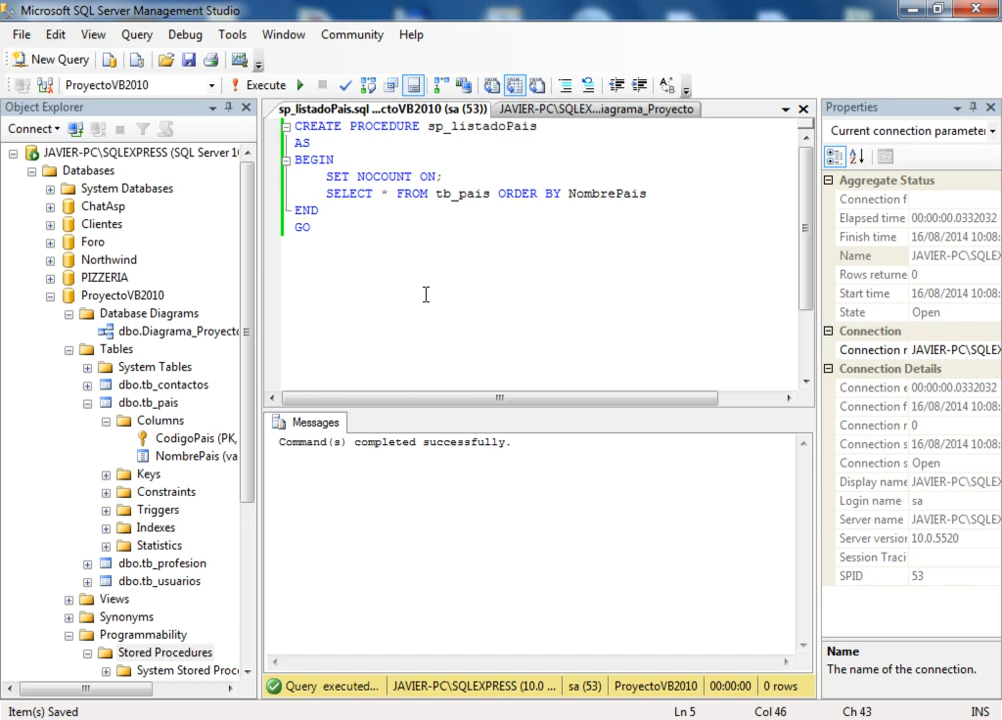 Microsoft SQL Server Management Studio
File Edit View Query Debug Tools Window Community Help
New Query
ProyectoVB2010 Execute
Object Explorer
Connect
JAVIER-PC\SQLEXPRESS (SQL Server 10
Databases
System Databases
ChatAsp
Clientes
Foro
Northwind
PIZZERIA
ProyectoVB2010
Database Diagrams
dbo.Diagrama_Proyecto
Tables
System Tables
dbo.tb_contactos
dbo.tb_pais
Columns
CodigoPais (PK,
NombrePais (va
Keys
Constraints
Triggers
Indexes
Statistics
dbo.tb_profesion
dbo.tb_usuarios
Views
Synonyms
Programmability
Stored Procedures
System Stored Proc
sp_listadoPais.sql ...ctoVB2010 (sa (53)) JAVIER-PC\SQLEX...iagrama_Proyecto
CREATE PROCEDURE sp_listadoPais
AS
BEGIN
SET NOCOUNT ON;
SELECT * FROM tb_pais ORDER BY NombrePais
END
GO
Messages
Command(s) completed successfully.
Query executed... JAVIER-PC\SQLEXPRESS (10.0 ... sa (53) ProyectoVB2010 00:00:00 0 rows
Properties
Current connection paramete
Aggregate Status
Connection f
Elapsed time 00:00:00.0332032
Finish time 16/08/2014 10:08:
Name JAVIER-PC\SQLEX
Rows returne 0
Start time 16/08/2014 10:08:
State Open
Connection
Connection n JAVIER-PC\SQLEX
Connection Details
Connection e 00:00:00.0332032
Connection f 16/08/2014 10:08:
Connection r 0
Connection s 16/08/2014 10:08:
Connection s Open
Display name JAVIER-PC\SQLEX
Login name sa
Server name JAVIER-PC\SQLEX
Server version 10.0.5520
Session Traci
SPID 53
Name
The name of the connection.
Item(s) Saved Ln 5 Col 46 Ch 43 INS